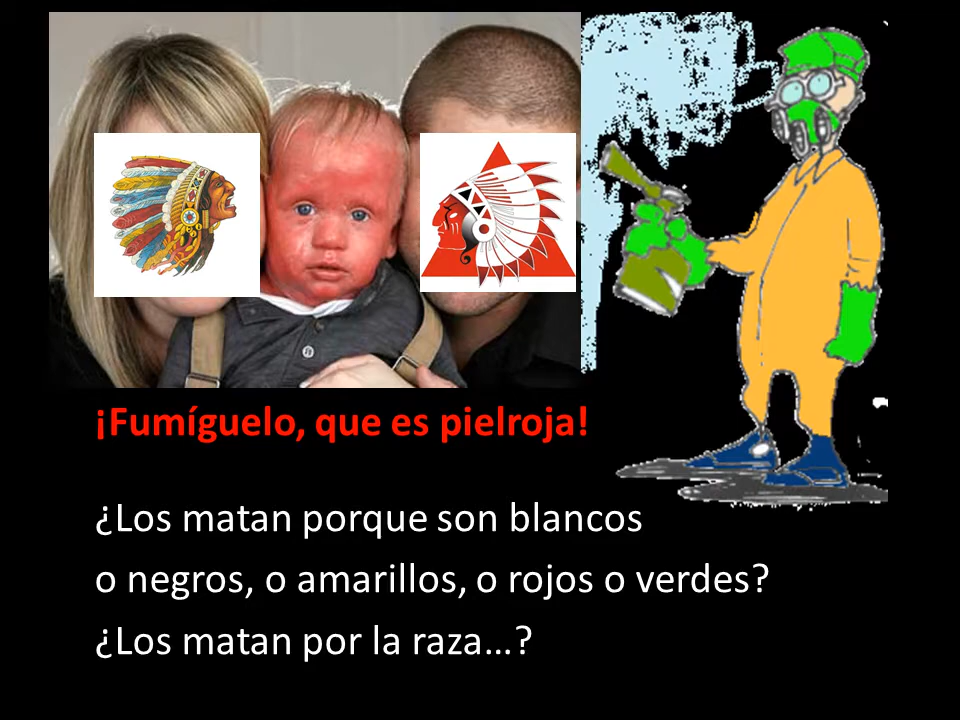 ¡Fumíguelo, que es pielroja!
¿Los matan porque son blancos
o negros, o amarillos, o rojos o verdes?
¿Los matan por la raza…?